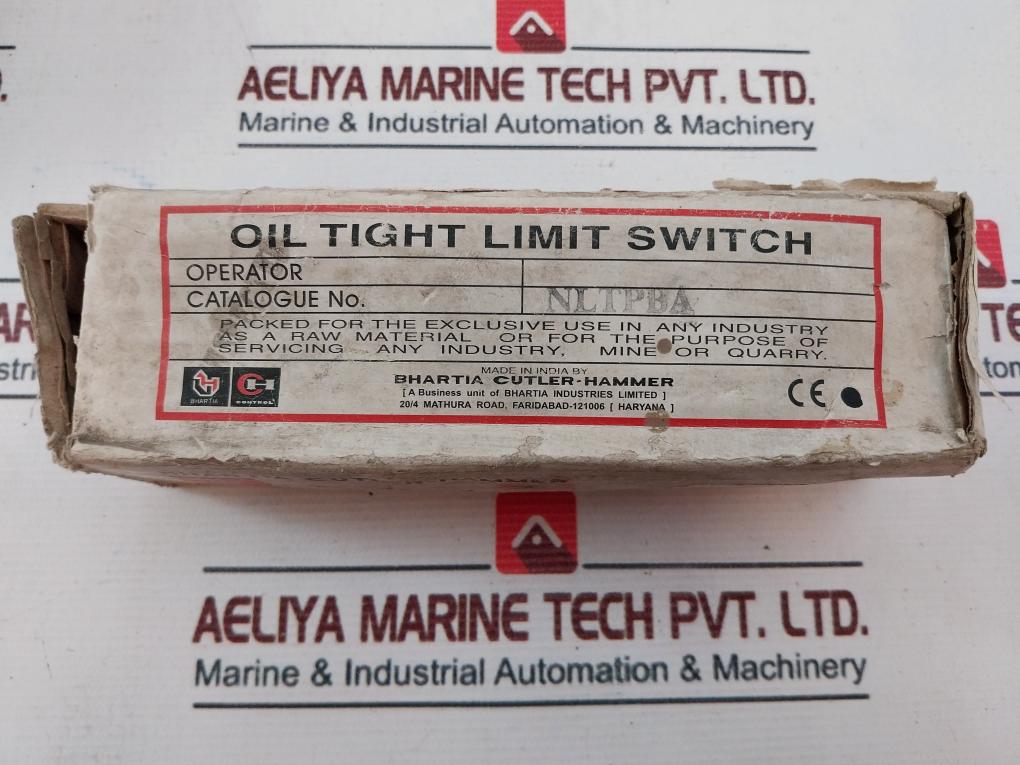 AELIYA MARINE TECH PVT. LTD.
Marine & Industrial Automation & Machinery
OIL TIGHT LIMIT SWITCH
OPERATOR
CATALOGUE No. NLTPBA
PACKED FOR THE EXCLUSIVE USE IN ANY INDUSTRY
AS A RAW MATERIAL OR FOR THE PURPOSE OF
SERVICING ANY INDUSTRY, MINE OR QUARRY.
MADE IN INDIA BY
BHARTIA CUTLER-HAMMER
[ A Business unit of BHARTIA INDUSTRIES LIMITED ]
20/4 MATHURA ROAD, FARIDABAD-121006 [ HARYANA ]
BHARTIA
CH
CONTROL
CE
CUTLER-HAMMER
AELIYA MARINE TECH PVT. LTD.
Marine & Industrial Automation & Machinery